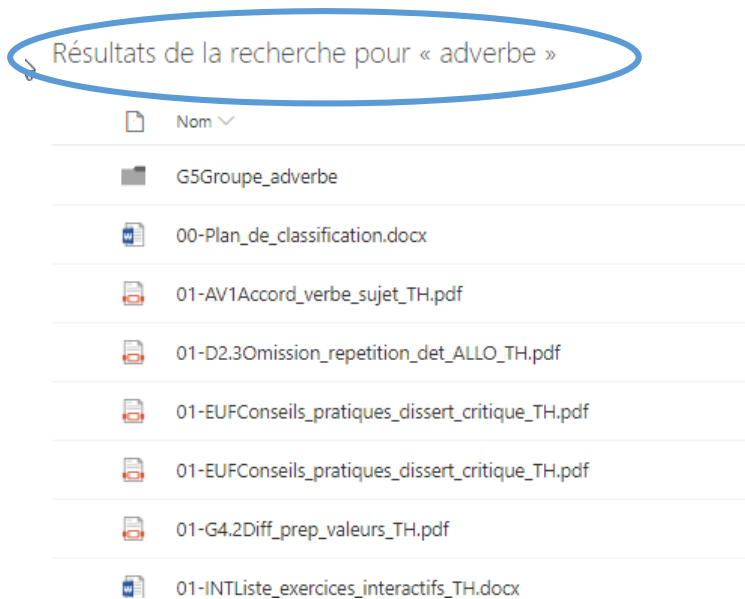 Résultats de la recherche pour « adverbe »
Nom
G5Groupe_adverbe
00-Plan_de_classification.docx
01-AV1Accord_verbe_sujet_TH.pdf
01-D2.3Omission_repetition_det_ALLO_TH.pdf
01-EUFConseils_pratiques_dissert_critique_TH.pdf
01-EUFConseils_pratiques_dissert_critique_TH.pdf
01-G4.2Diff_prep_valeurs_TH.pdf
01-INTListe_exercices_interactifs_TH.docx